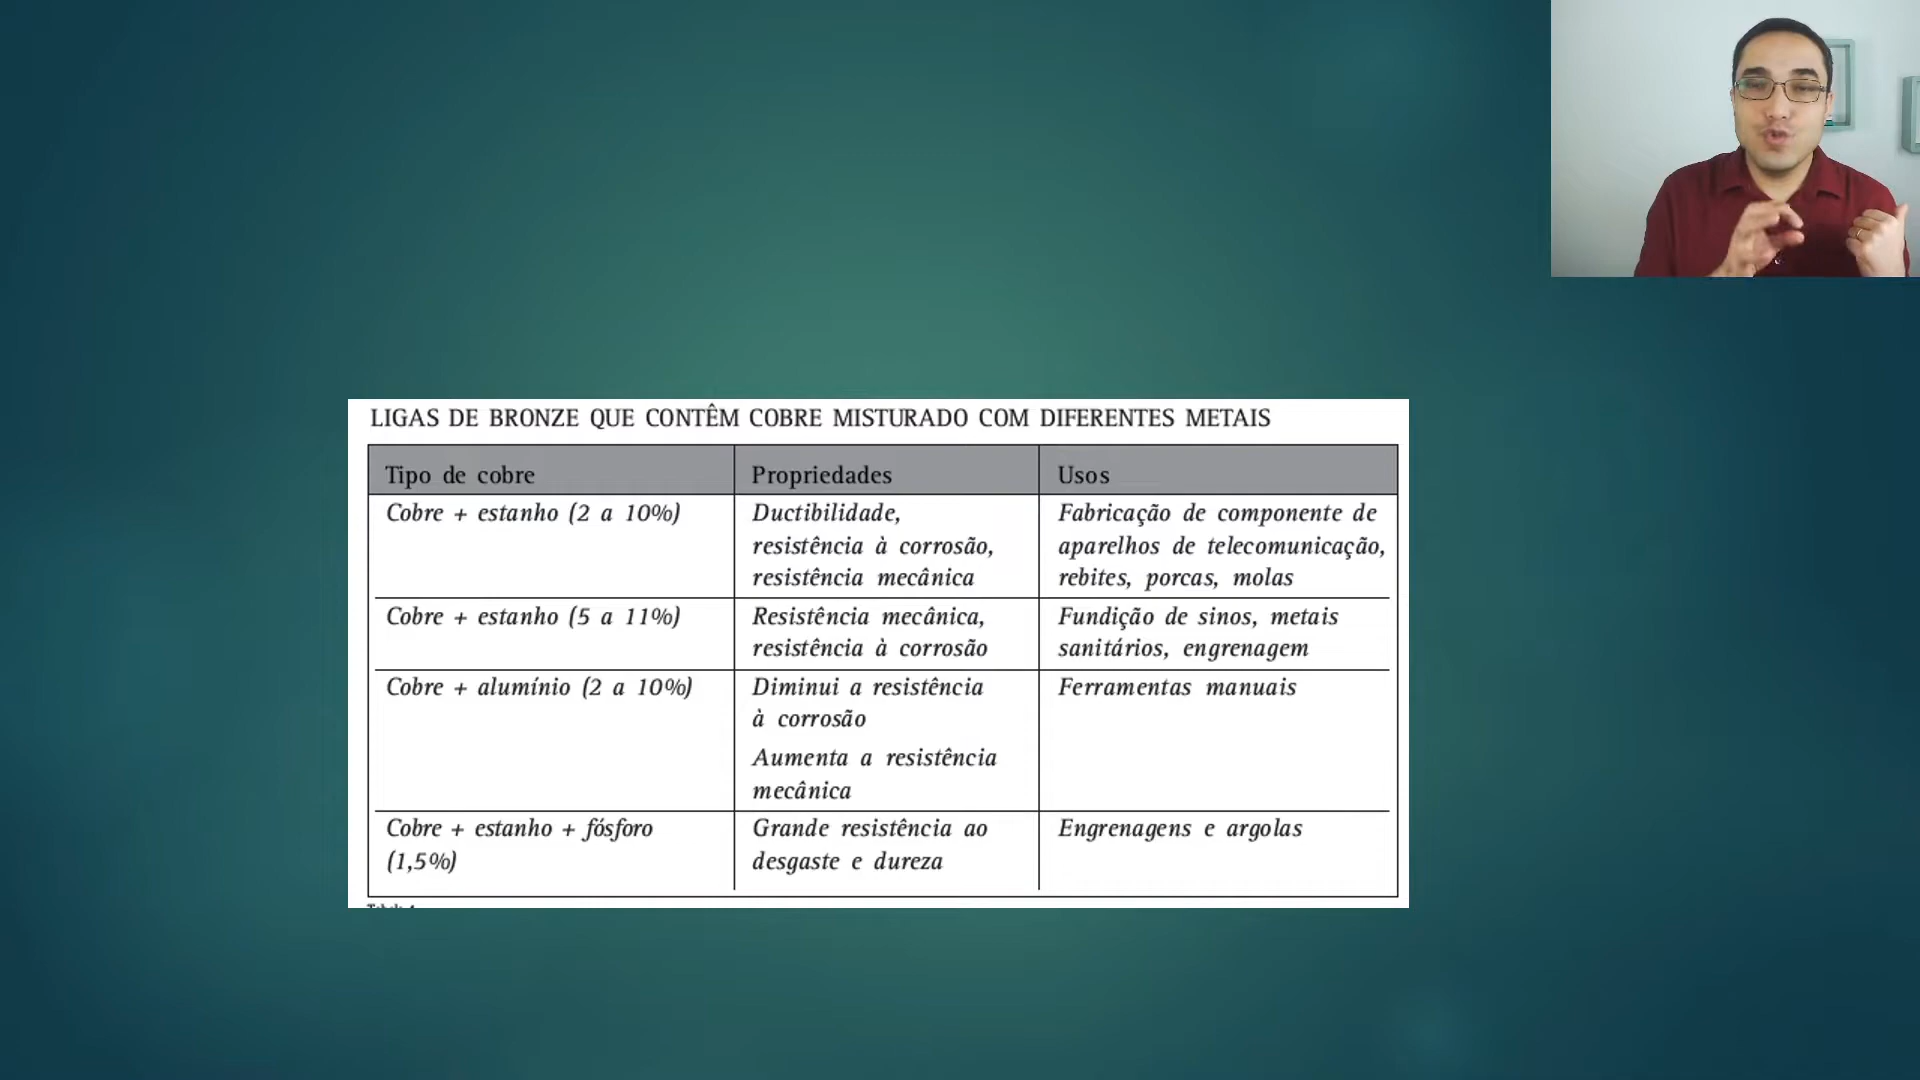 LIGAS DE BRONZE QUE CONTÊM COBRE MISTURADO COM DIFERENTES METAIS
Tipo de cobre
Propriedades
Usos
Cobre + estanho (2 a 10%)
Ductibilidade,
resistência à corrosão,
resistência mecânica
Fabricação de componente de
aparelhos de telecomunicação,
rebites, porcas, molas
Cobre + estanho (5 a 11%)
Resistência mecânica,
resistência à corrosão
Fundição de sinos, metais
sanitários, engrenagem
Cobre + alumínio (2 a 10%)
Diminui a resistência
à corrosão
Aumenta a resistência
mecânica
Ferramentas manuais
Cobre + estanho + fósforo
(1,5%)
Grande resistência ao
desgaste e dureza
Engrenagens e argolas